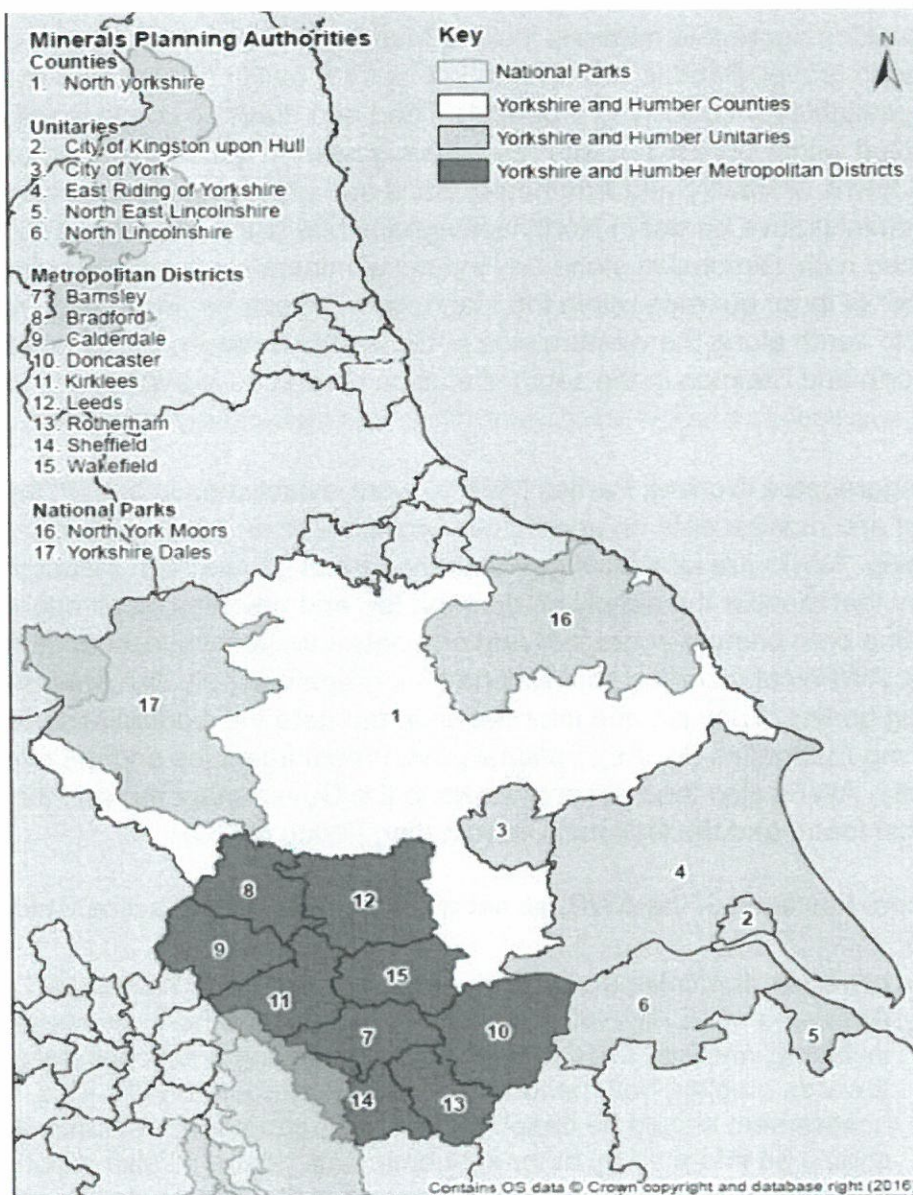 Minerals Planning Authorities
Counties
1. North yorkshire
Unitaries
2. City of Kingston upon Hull
3. City of York
4. East Riding of Yorkshire
5. North East Lincolnshire
6. North Lincolnshire
Metropolitan Districts
7. Barnsley
8. Bradford
9. Calderdale
10. Doncaster
11. Kirklees
12. Leeds
13. Rotherham
14. Sheffield
15. Wakefield
National Parks
16. North York Moors
17. Yorkshire Dales
Key
National Parks
Yorkshire and Humber Counties
Yorkshire and Humber Unitaries
Yorkshire and Humber Metropolitan Districts
N
16
17
1
3
4
8
12
2
9
15
11
6
7
10
5
14
13
Contains OS data © Crown copyright and database right (2016